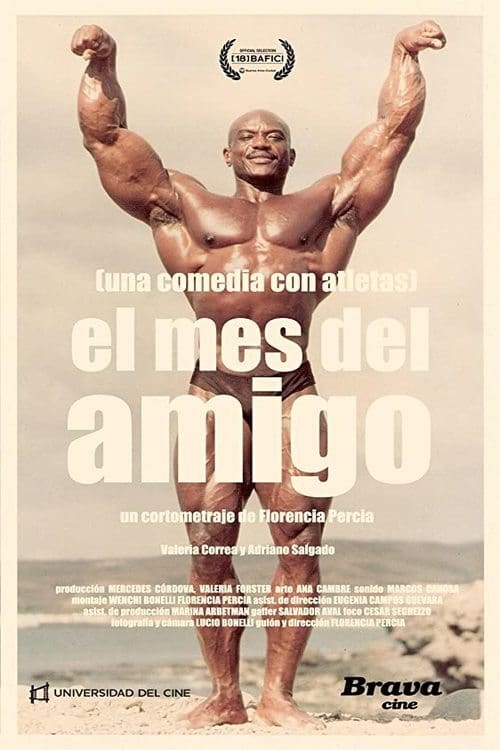 OFFICIAL SELECTION
[18] BAFICI
Buenos Aires Ciudad
(una comedia con atletas)
el mes del
amigo
un cortometraje de Florencia Percia
Valeria Correa y Adriano Salgado
producción MERCEDES CÓRDOVA, VALERIA FORSTER arte ANA CAMBRE sonido MARCOS CANOSA
montaje WENCHI BONELLI FLORENCIA PERCIA asist. de dirección EUGENIA CAMPOS GUEVARA
asist. de producción MARINA ARBETMAN gaffer SALVADOR AVAL foco CESAR SEGREZZO
fotografía y cámara LUCIO BONELLI guión y dirección FLORENCIA PERCIA
UNIVERSIDAD DEL CINE
Brava
cine